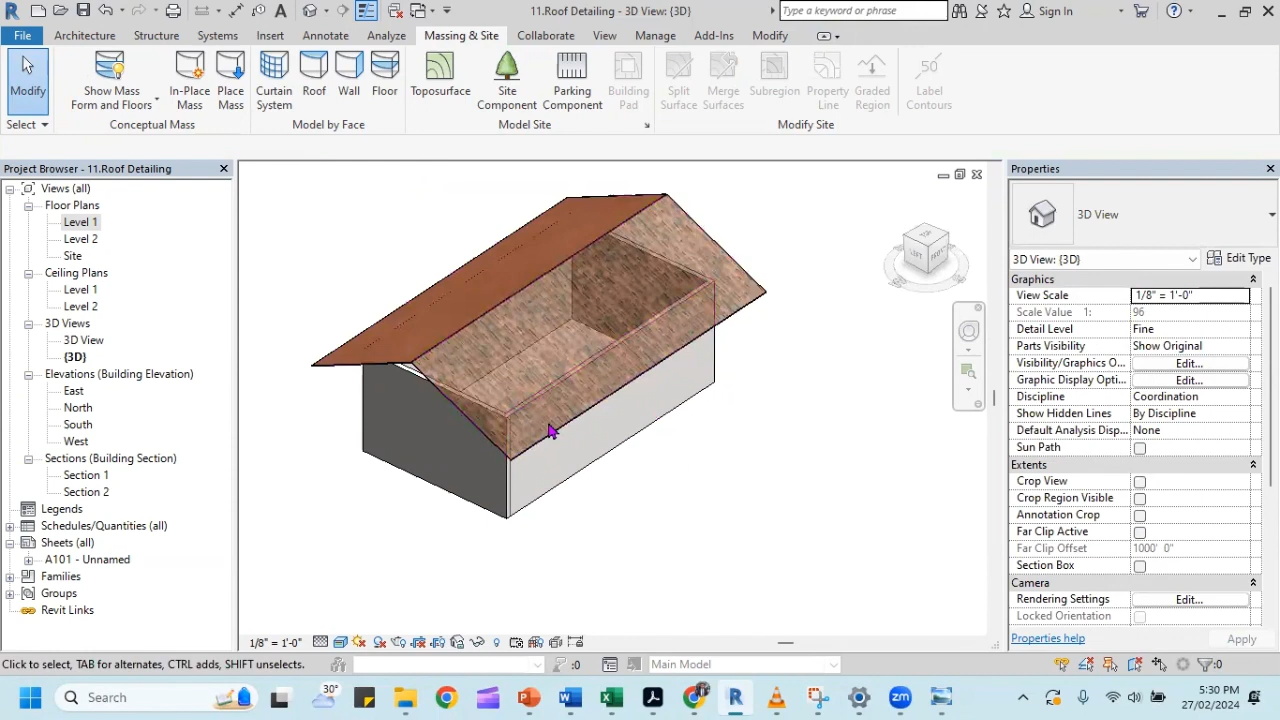 11.Roof Detailing - 3D View: {3D}
Type a keyword or phrase
Sign In
File
Architecture
Structure
Systems
Insert
Annotate
Analyze
Massing & Site
Collaborate
View
Manage
Add-Ins
Modify
Modify
Show Mass
Form and Floors
In-Place
Mass
Place
Mass
Curtain
System
Roof
Wall
Floor
Toposurface
Site
Component
Parking
Component
Building
Pad
Split
Surface
Merge
Surfaces
Subregion
Property
Line
Graded
Region
50
Label
Contours
Select
Conceptual Mass
Model by Face
Model Site
Modify Site
Project Browser - 11.Roof Detailing
Views (all)
Floor Plans
Level 1
Level 2
Site
Ceiling Plans
Level 1
Level 2
3D Views
3D View
{3D}
Elevations (Building Elevation)
East
North
South
West
Sections (Building Section)
Section 1
Section 2
Legends
Schedules/Quantities (all)
Sheets (all)
A101 - Unnamed
Families
Groups
Revit Links
TOP
LEFT
FRONT
1/8" = 1'-0"
Properties
3D View
3D View: {3D}
Edit Type
Graphics
View Scale 1/8" = 1'-0"
Scale Value 1: 96
Detail Level Fine
Parts Visibility Show Original
Visibility/Graphics O... Edit...
Graphic Display Opti... Edit...
Discipline Coordination
Show Hidden Lines By Discipline
Default Analysis Disp... None
Sun Path
Extents
Crop View
Crop Region Visible
Annotation Crop
Far Clip Active
Far Clip Offset 1000' 0"
Section Box
Camera
Rendering Settings Edit...
Locked Orientation
Properties help
Apply
Click to select, TAB for alternates, CTRL adds, SHIFT unselects.
:0
Main Model
:0
Search
30°
zm
5:30 PM
27/02/2024